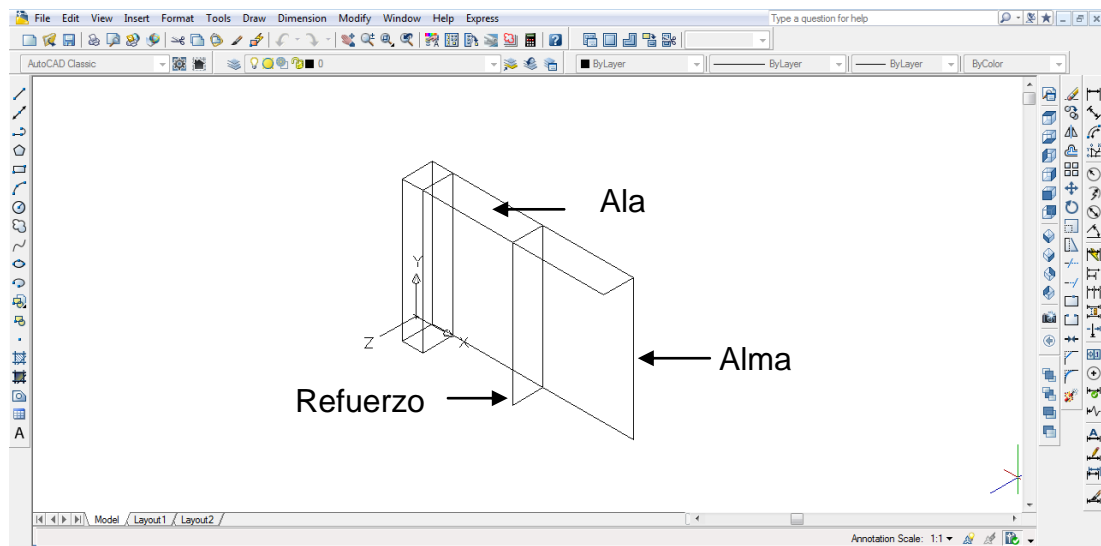 File Edit View Insert Format Tools Draw Dimension Modify Window Help Express Type a question for help
AutoCAD Classic 0 ByLayer ByLayer ByLayer ByColor
Ala
Y
Z X
Alma
Refuerzo
A
Model Layout1 Layout2
Annotation Scale: 1:1